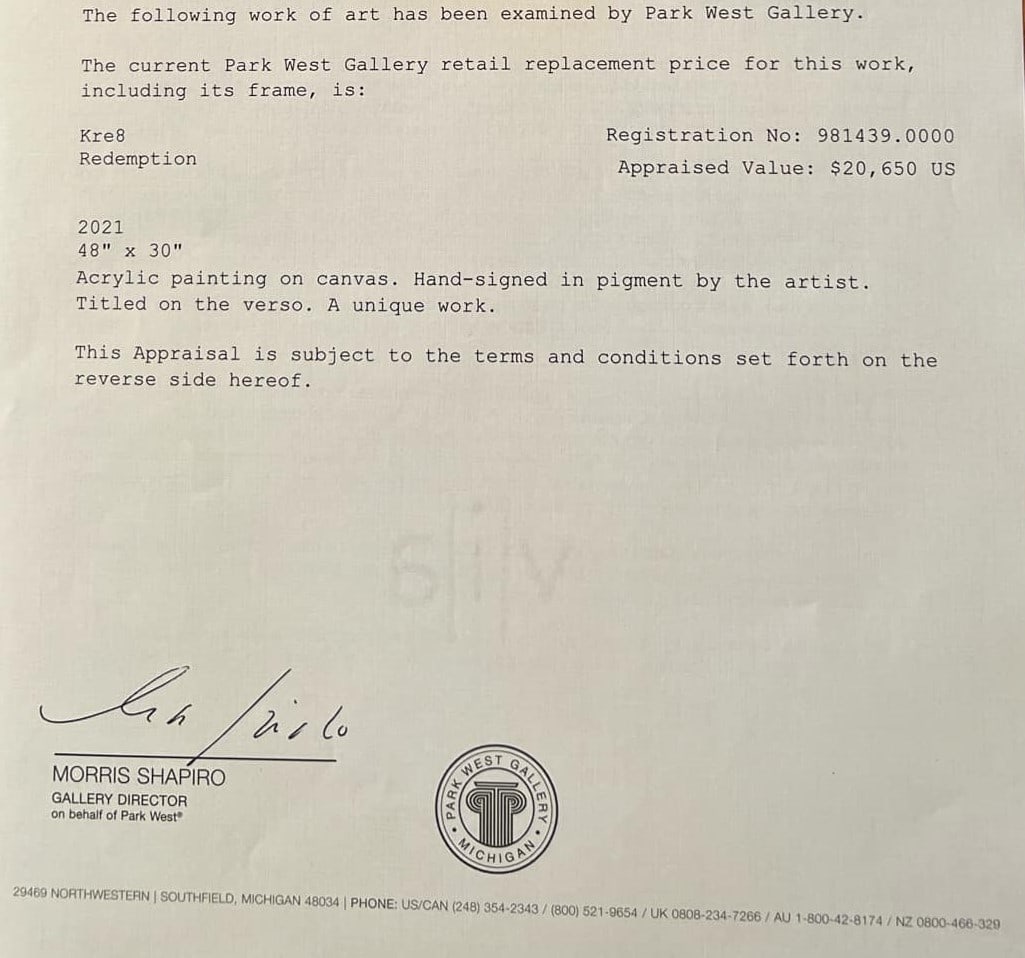 The following work of art has been examined by Park West Gallery.
The current Park West Gallery retail replacement price for this work,
including its frame, is:
Kre8
Redemption
Registration No: 981439.0000
Appraised Value: $20,650 US
2021
48" x 30"
Acrylic painting on canvas. Hand-signed in pigment by the artist.
Titled on the verso. A unique work.
This Appraisal is subject to the terms and conditions set forth on the
reverse side hereof.
MORRIS SHAPIRO
GALLERY DIRECTOR
on behalf of Park West®
PARK WEST GALLERY • MICHIGAN •
29469 NORTHWESTERN | SOUTHFIELD, MICHIGAN 48034 | PHONE: US/CAN (248) 354-2343 / (800) 521-9654 / UK 0808-234-7266 / AU 1-800-42-8174 / NZ 0800-466-329